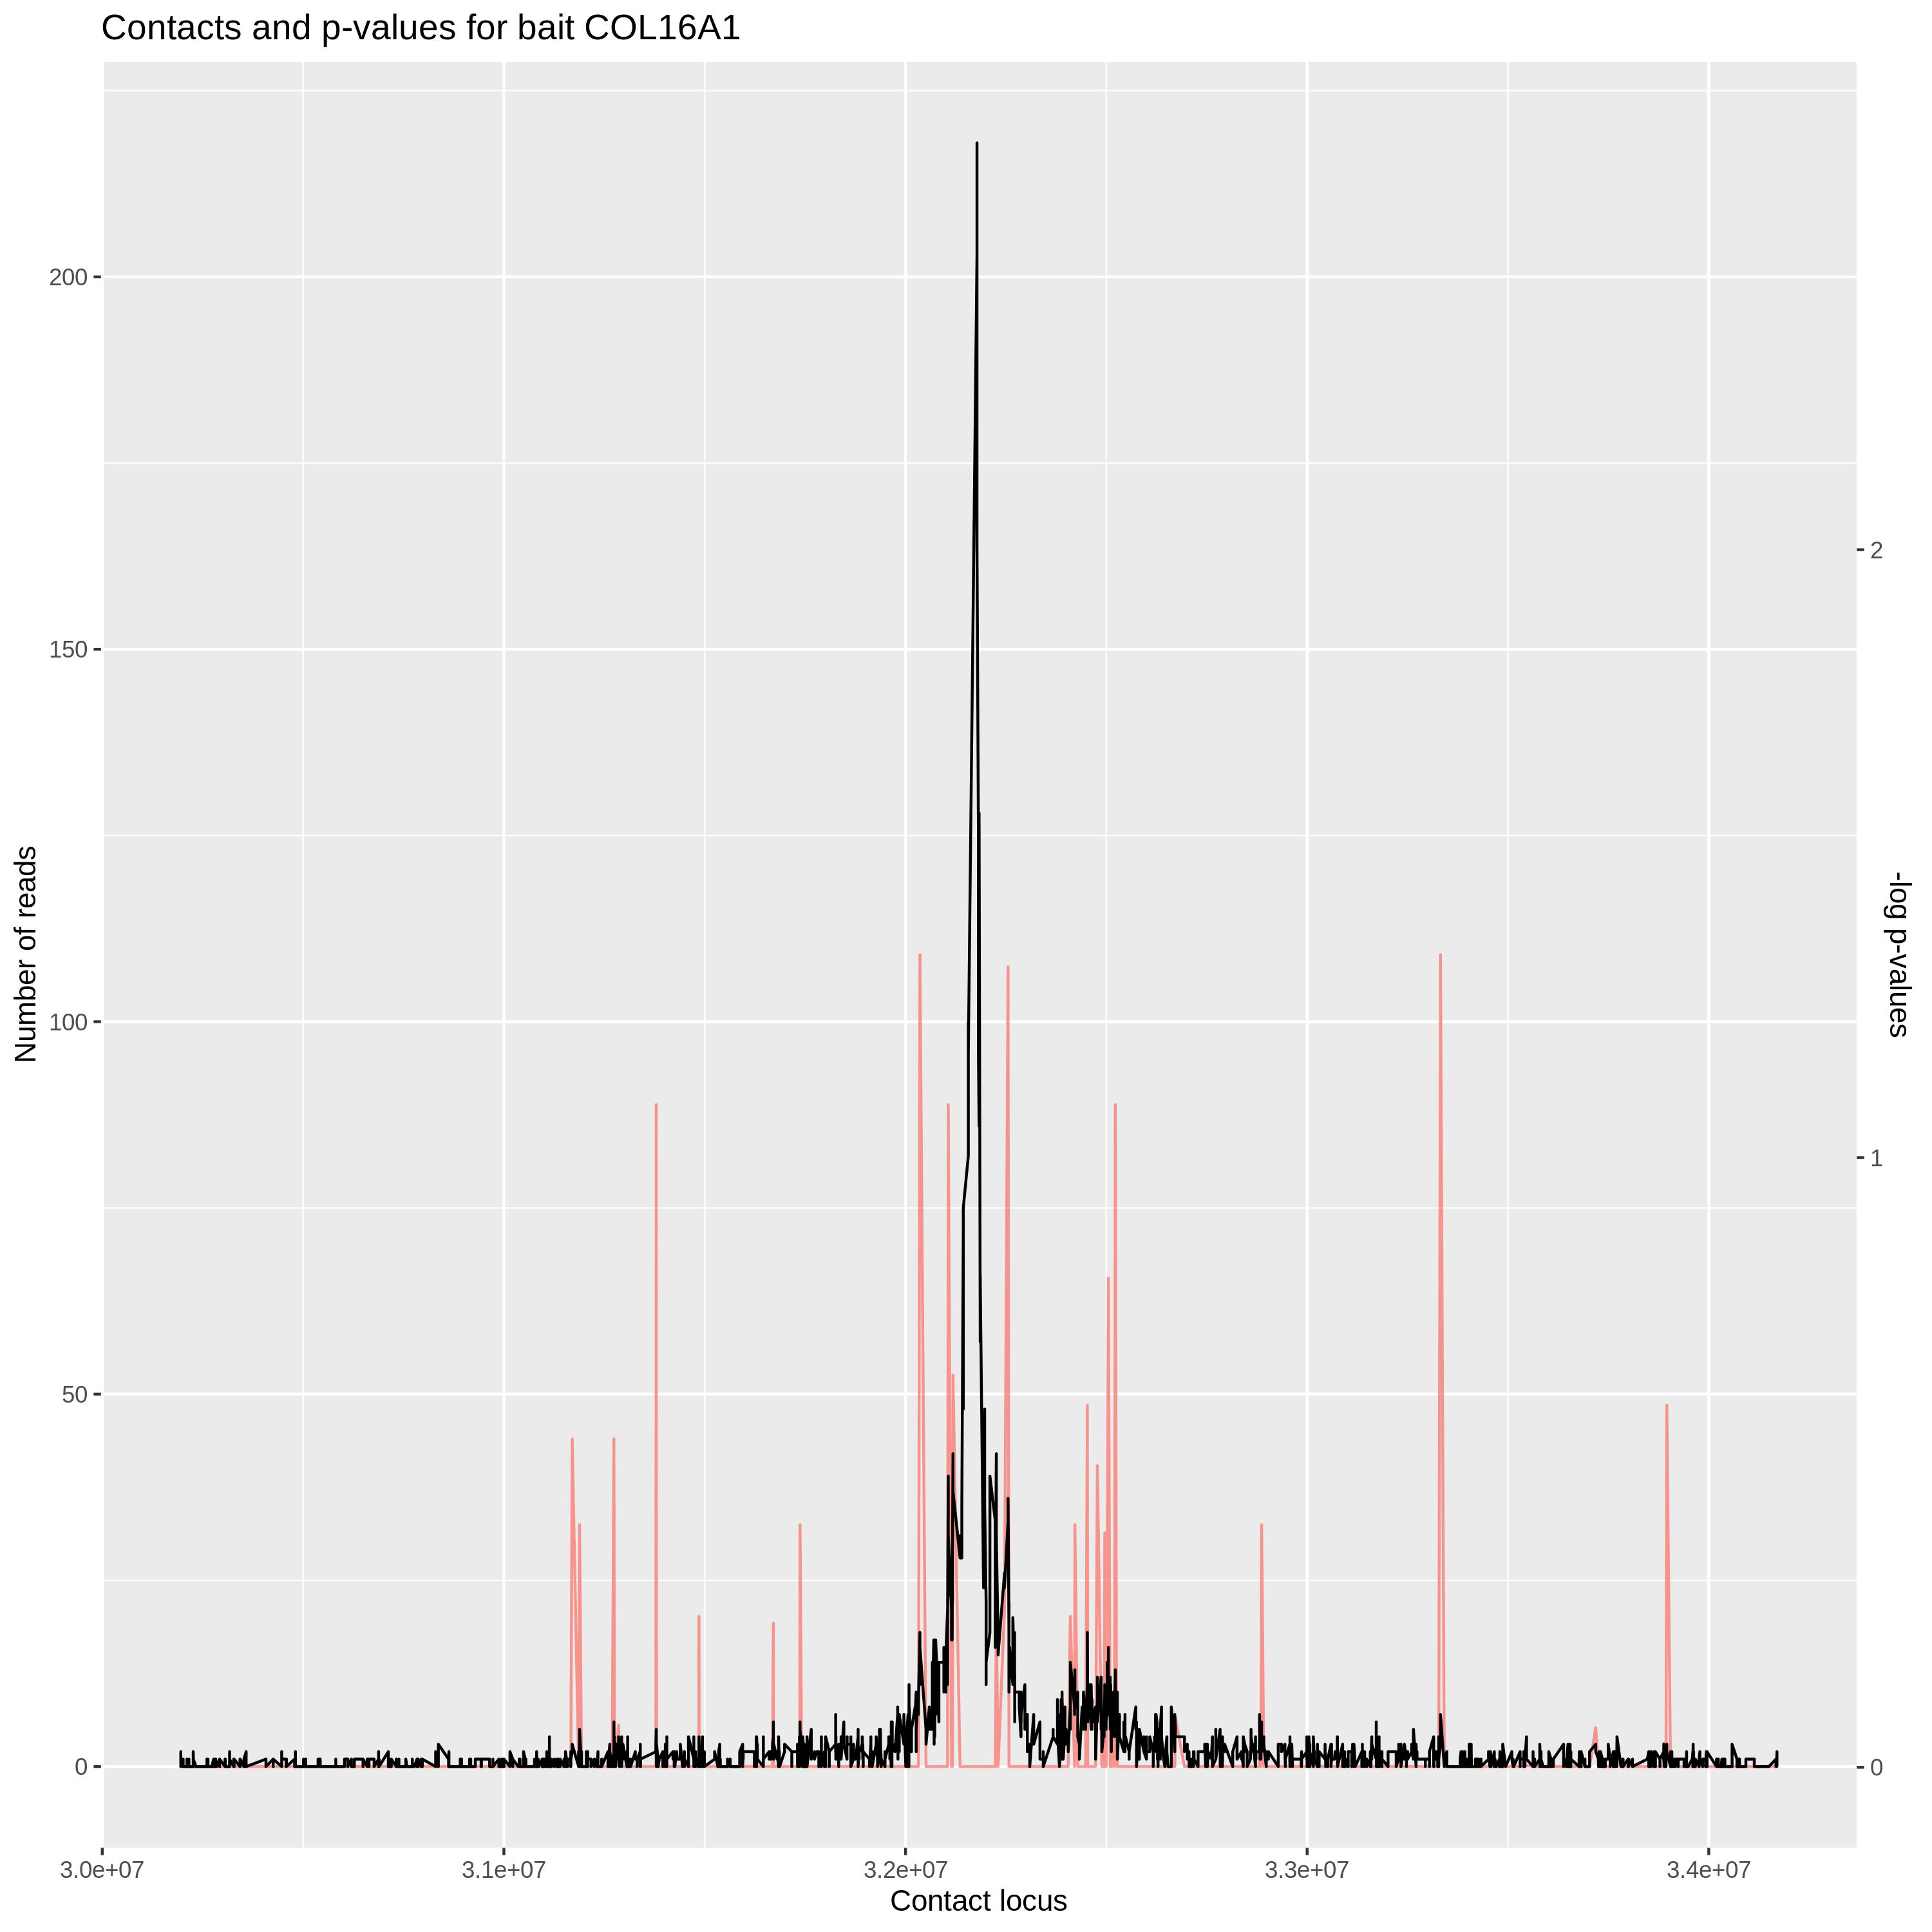 Contacts and p-values for bait COL16A1
Number of reads
200
150
100
50
0
2
1
0
-log p-values
3.0e+07
3.1e+07
3.2e+07
3.3e+07
3.4e+07
Contact locus